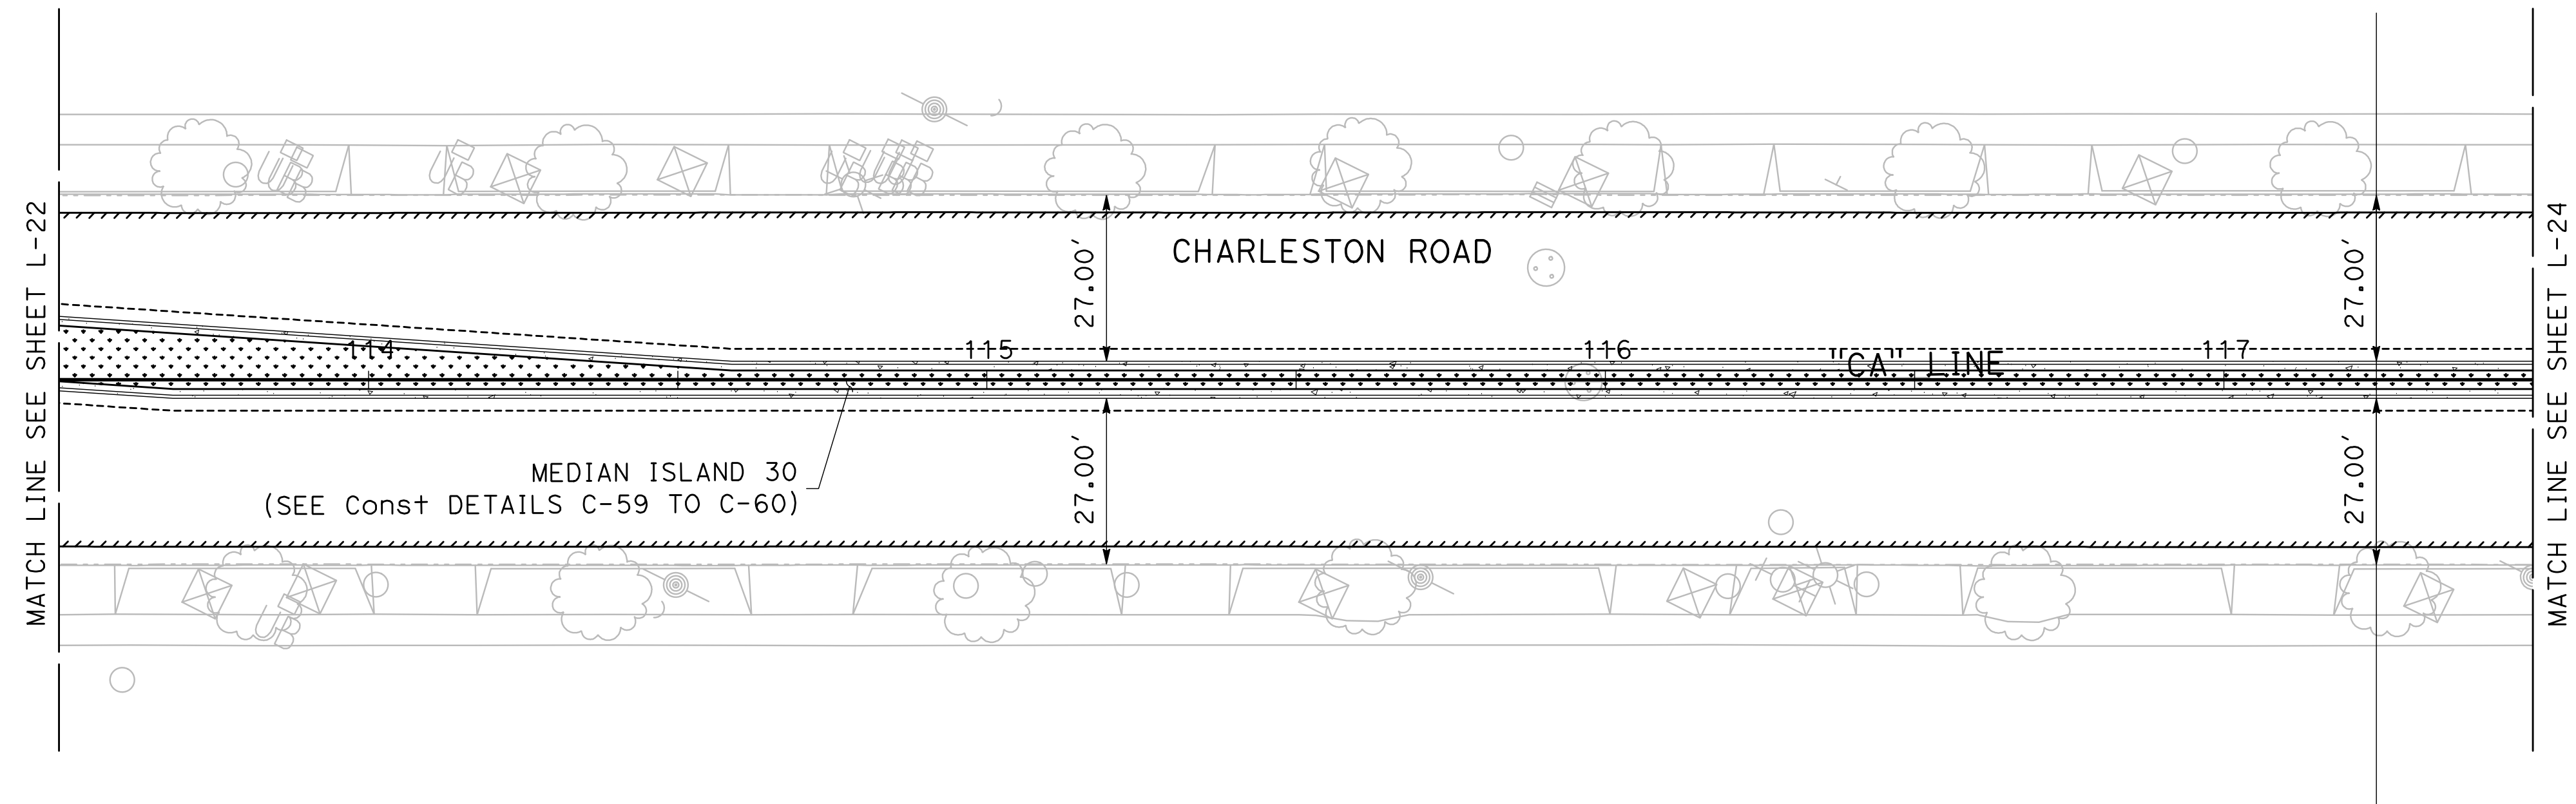 MATCH LINE SEE SHEET L-22
CHARLESTON ROAD
27.00'
27.00'
114
115
116
"CA" LINE
117
MEDIAN ISLAND 30
(SEE Const DETAILS C-59 TO C-60)
27.00'
27.00'
MATCH LINE SEE SHEET L-24